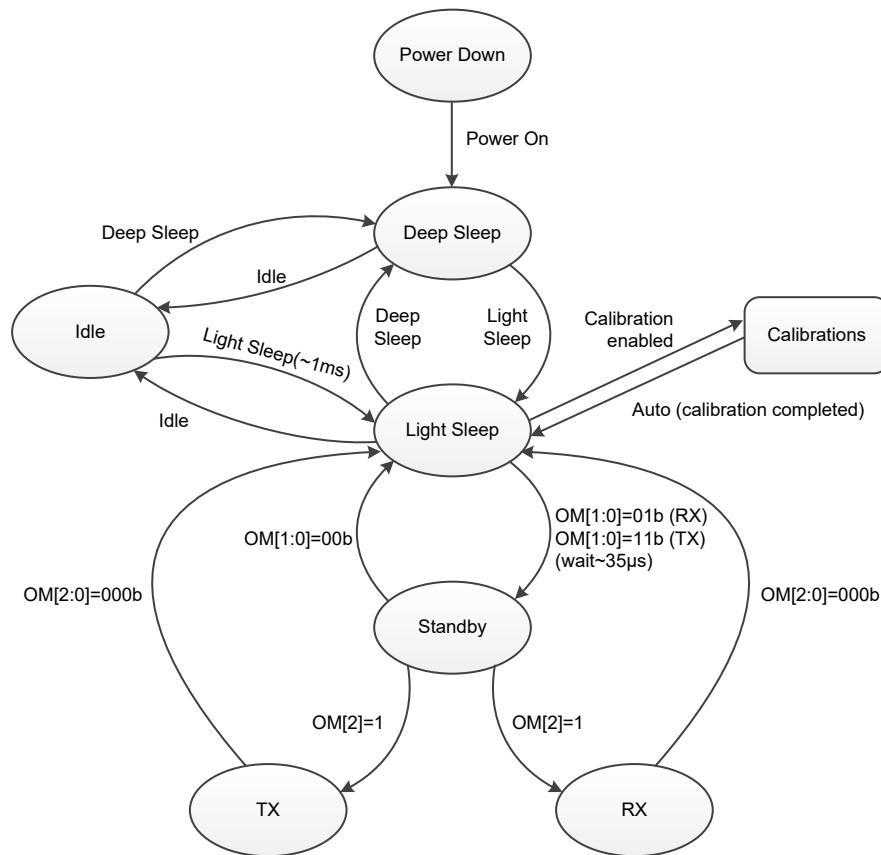 Power Down
Power On
Deep Sleep
Deep Sleep
Idle
Idle
Deep
Sleep
Light
Sleep
Calibration
enabled
Calibrations
Light Sleep(~1ms)
Idle
Light Sleep
Auto (calibration completed)
OM[1:0]=00b
OM[1:0]=01b (RX)
OM[1:0]=11b (TX)
(wait~35μs)
OM[2:0]=000b
OM[2:0]=000b
Standby
OM[2]=1
OM[2]=1
TX
RX